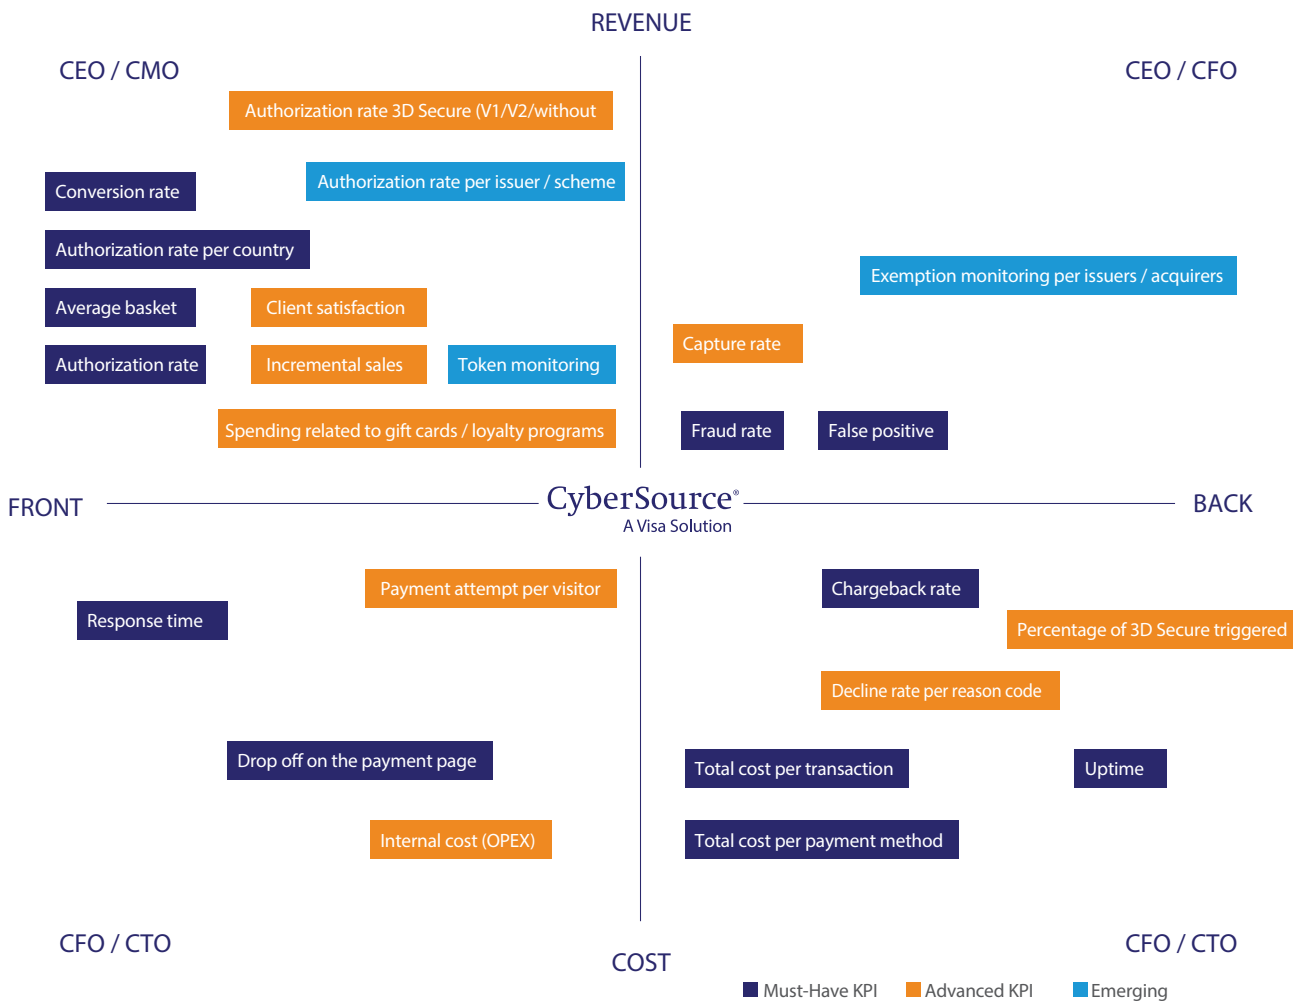 REVENUE
CEO / CMO
CEO / CFO
Authorization rate 3D Secure (V1/V2/without
Authorization rate per issuer / scheme
Conversion rate
Authorization rate per country
Exemption monitoring per issuers / acquirers
Average basket
Client satisfaction
Capture rate
Authorization rate
Incremental sales
Token monitoring
Spending related to gift cards / loyalty programs
Fraud rate
False positive
FRONT
CyberSource®
A Visa Solution
BACK
Payment attempt per visitor
Chargeback rate
Response time
Percentage of 3D Secure triggered
Decline rate per reason code
Drop off on the payment page
Total cost per transaction
Uptime
Internal cost (OPEX)
Total cost per payment method
CFO / CTO
CFO / CTO
COST
Must-Have KPI
Advanced KPI
Emerging